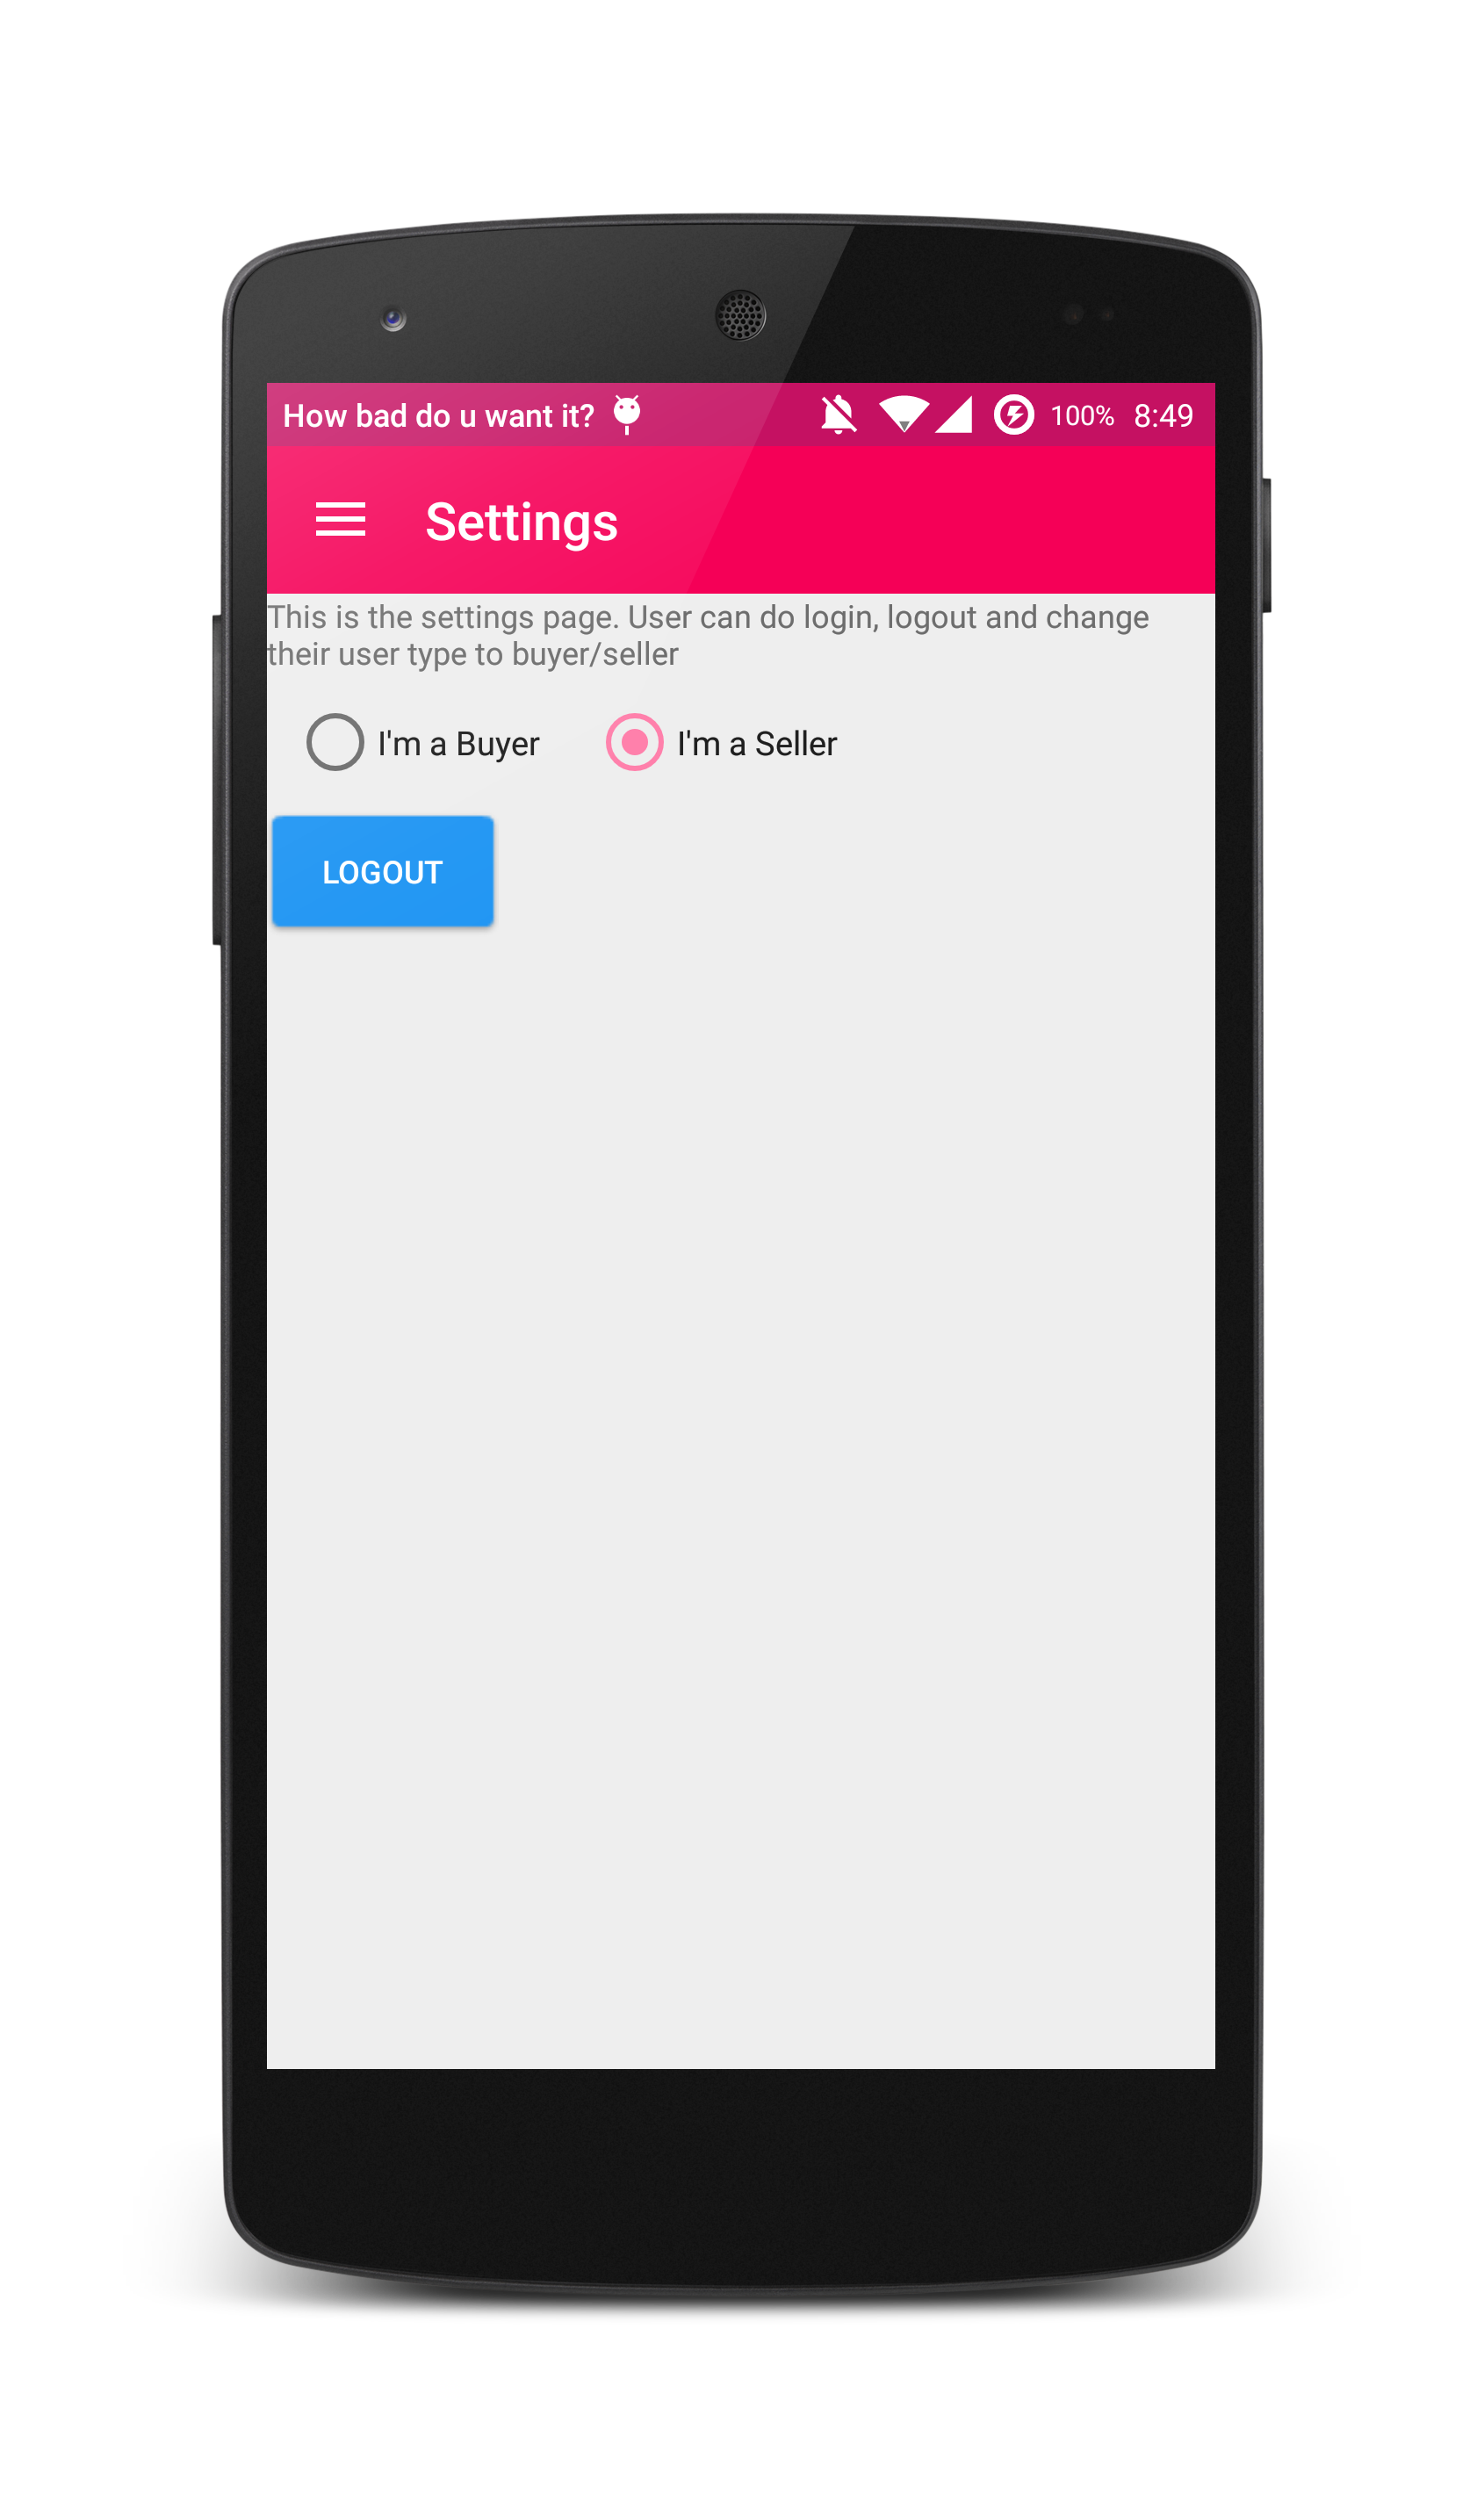 How bad do u want it? 100% 8:49
Settings
This is the settings page. User can do login, logout and change
their user type to buyer/seller
I'm a Buyer I'm a Seller
LOGOUT